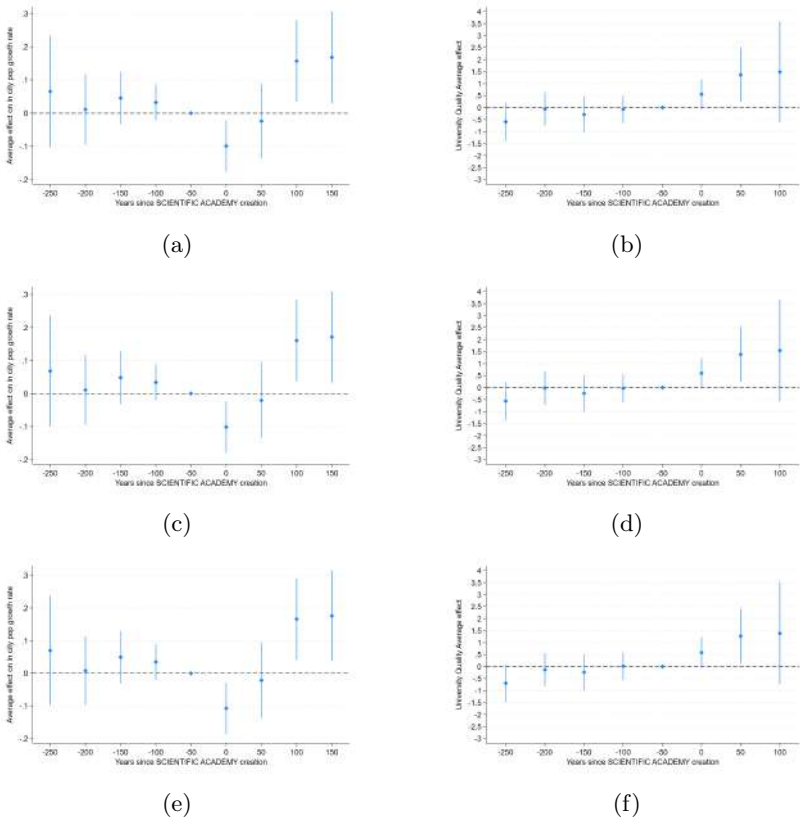 Average effect on ln city pop growth rate
.3
.2
.1
0
-.1
-.2
-250 -200 -150 -100 -50 0 50 100 150
Years since SCIENTIFIC ACADEMY creation
(a)
University Quality Average effect
4
3.5
3
2.5
2
1.5
1
.5
0
-.5
-1
-1.5
-2
-2.5
-3
-250 -200 -150 -100 -50 0 50 100
Years since SCIENTIFIC ACADEMY creation
(b)
Average effect on ln city pop growth rate
.3
.2
.1
0
-.1
-.2
-250 -200 -150 -100 -50 0 50 100 150
Years since SCIENTIFIC ACADEMY creation
(c)
University Quality Average effect
4
3.5
3
2.5
2
1.5
1
.5
0
-.5
-1
-1.5
-2
-2.5
-3
-250 -200 -150 -100 -50 0 50 100
Years since SCIENTIFIC ACADEMY creation
(d)
Average effect on ln city pop growth rate
.3
.2
.1
0
-.1
-.2
-250 -200 -150 -100 -50 0 50 100 150
Years since SCIENTIFIC ACADEMY creation
(e)
University Quality Average effect
4
3.5
3
2.5
2
1.5
1
.5
0
-.5
-1
-1.5
-2
-2.5
-3
-250 -200 -150 -100 -50 0 50 100
Years since SCIENTIFIC ACADEMY creation
(f)